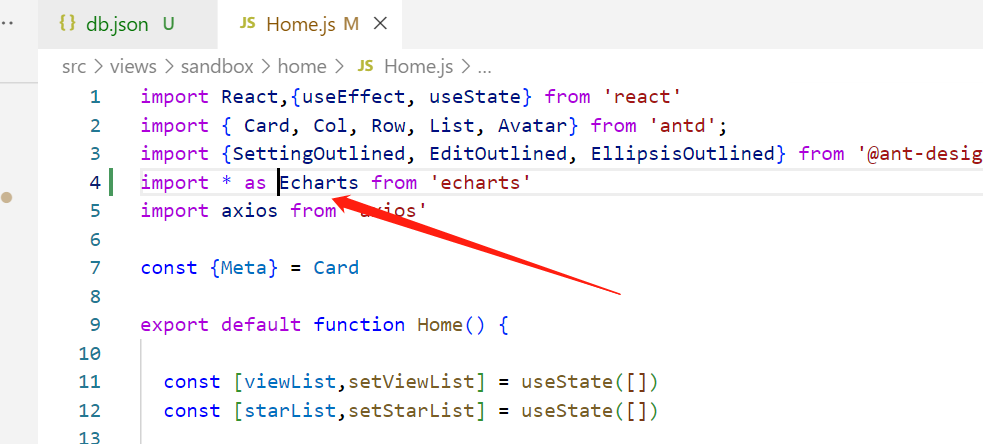 {} db.json U JS Home.js M ×
src > views > sandbox > home > JS Home.js > ...
1 import React,{useEffect, useState} from 'react'
2 import { Card, Col, Row, List, Avatar} from 'antd';
3 import {SettingOutlined, EditOutlined, EllipsisOutlined} from '@ant-desig
4 import * as Echarts from 'echarts'
5 import axios from 'axios'
6
7 const {Meta} = Card
8
9 export default function Home() {
10
11 const [viewList,setViewList] = useState([])
12 const [starList,setStarList] = useState([])
13